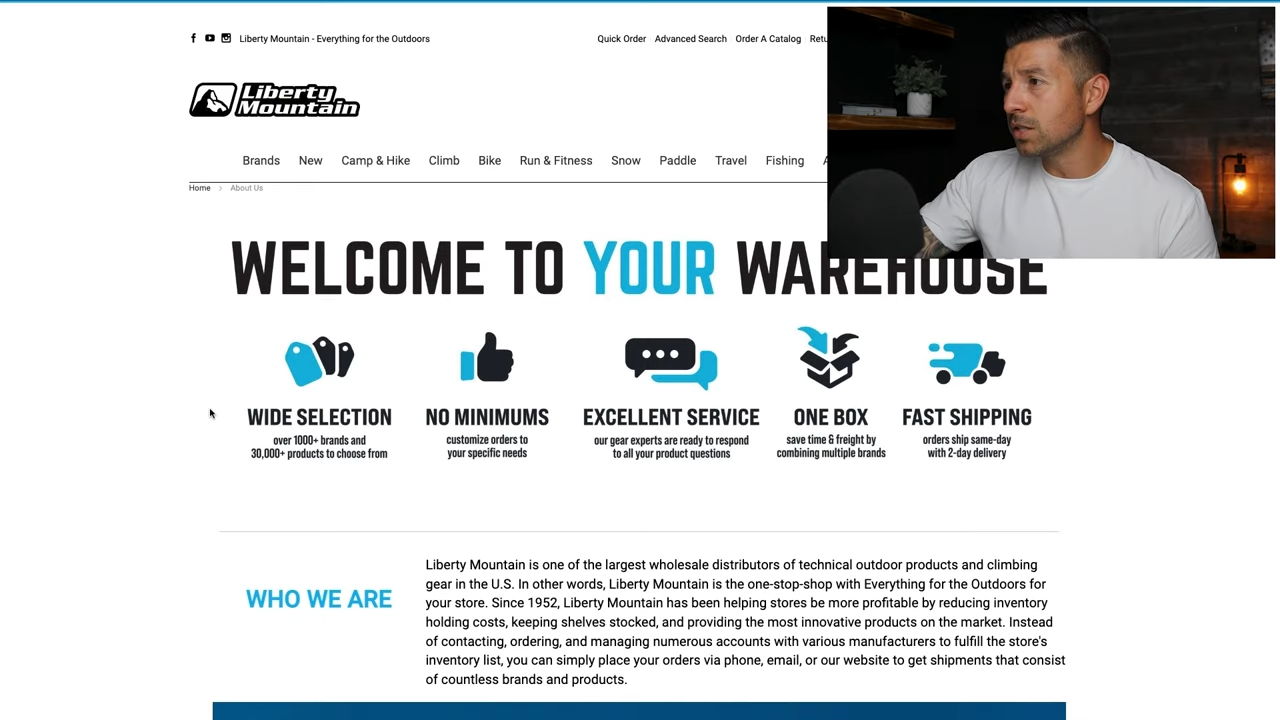 Liberty Mountain - Everything for the Outdoors
Quick Order Advanced Search Order A Catalog
Liberty
Mountain
Brands New Camp & Hike Climb Bike Run & Fitness Snow Paddle Travel Fishing
Home > About Us
WELCOME TO YOUR WAREHOUSE
WIDE SELECTION
over 1000+ brands and
30,000+ products to choose from
NO MINIMUMS
customize orders to
your specific needs
EXCELLENT SERVICE
our gear experts are ready to respond
to all your product questions
ONE BOX
save time & freight by
combining multiple brands
FAST SHIPPING
orders ship same-day
with 2-day delivery
WHO WE ARE
Liberty Mountain is one of the largest wholesale distributors of technical outdoor products and climbing
gear in the U.S. In other words, Liberty Mountain is the one-stop-shop with Everything for the Outdoors for
your store. Since 1952, Liberty Mountain has been helping stores be more profitable by reducing inventory
holding costs, keeping shelves stocked, and providing the most innovative products on the market. Instead
of contacting, ordering, and managing numerous accounts with various manufacturers to fulfill the store's
inventory list, you can simply place your orders via phone, email, or our website to get shipments that consist
of countless brands and products.